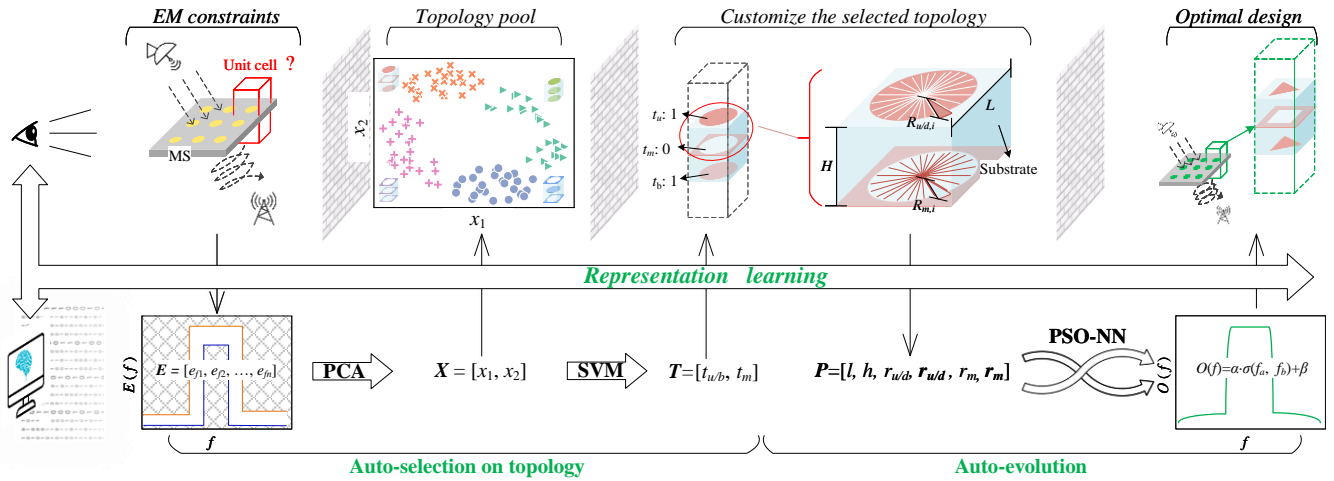 EM constraints
Topology pool
Customize the selected topology
Optimal design
Unit cell ?
MS
x2
x1
tu: 1
tm: 0
tb: 1
H
L
Ru/d,i
Rm,i
Substrate
Representation learning
E(f)
E = [ef1, ef2, …, efn]
f
PCA
X = [x1, x2]
SVM
T=[tu/b, tm]
P=[l, h, ru/d, ru/d, rm, rm]
PSO-NN
O(f)
O(f)=α·σ(fa, fb)+β
f
Auto-selection on topology
Auto-evolution